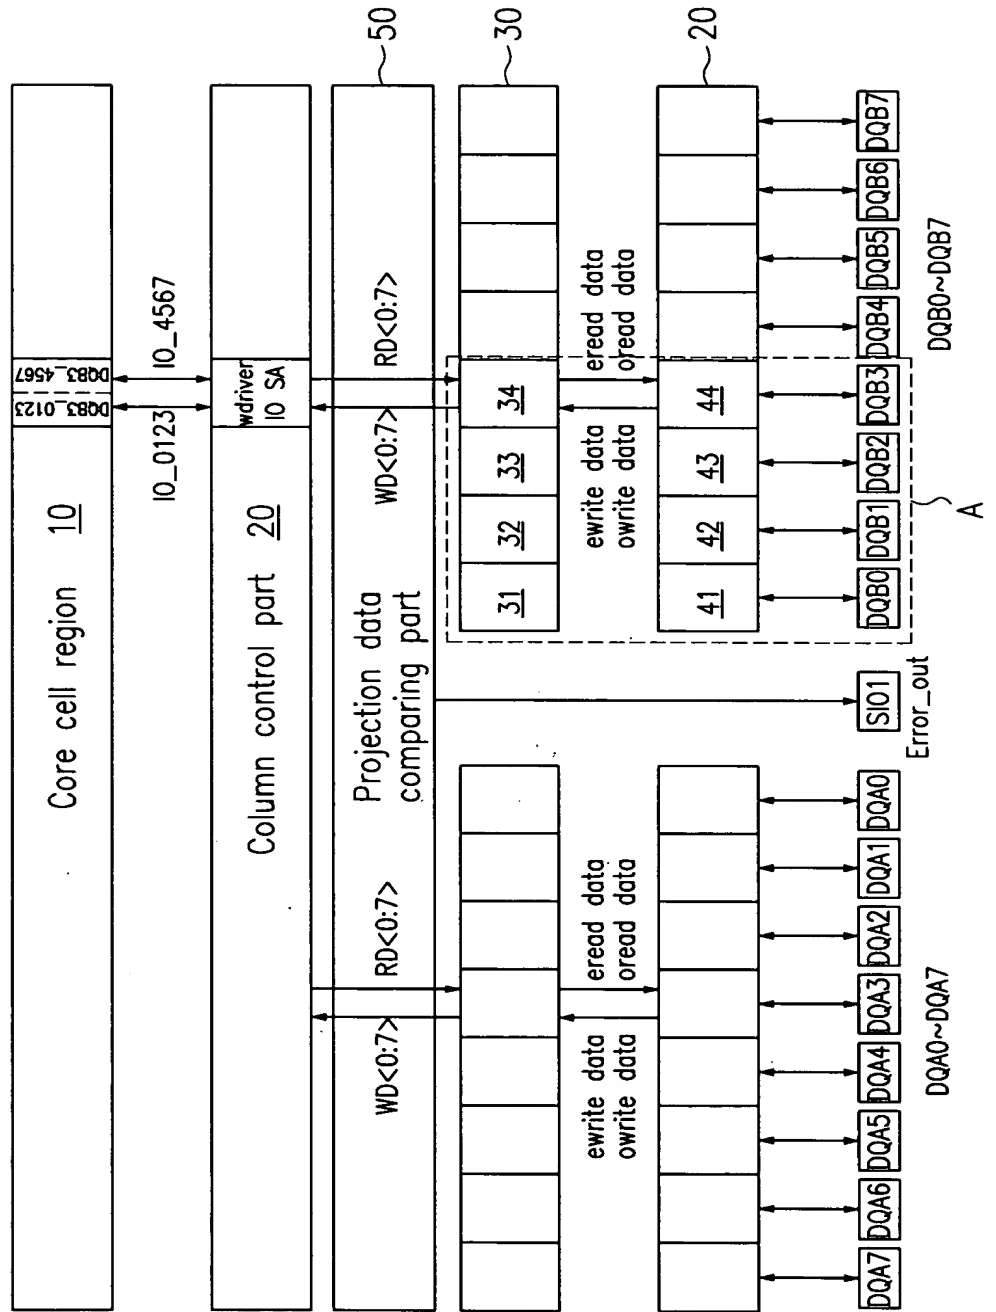 Core cell region
10
DQB3_0123
DQB3_4567
IO_0123
IO_4567
Column control part
20
wdriver
IO SA
50
Projection data
comparing part
WD<0:7>
RD<0:7>
WD<0:7>
RD<0:7>
30
31
32
33
34
ewrite data
owrite data
eread data
oread data
ewrite data
owrite data
eread data
oread data
20
41
42
43
44
DQA7
DQA6
DQA5
DQA4
DQA3
DQA2
DQA1
DQA0
SIO1
DQB0
DQB1
DQB2
DQB3
DQB4
DQB5
DQB6
DQB7
DQA0~DQA7
Error_out
A
DQB0~DQB7